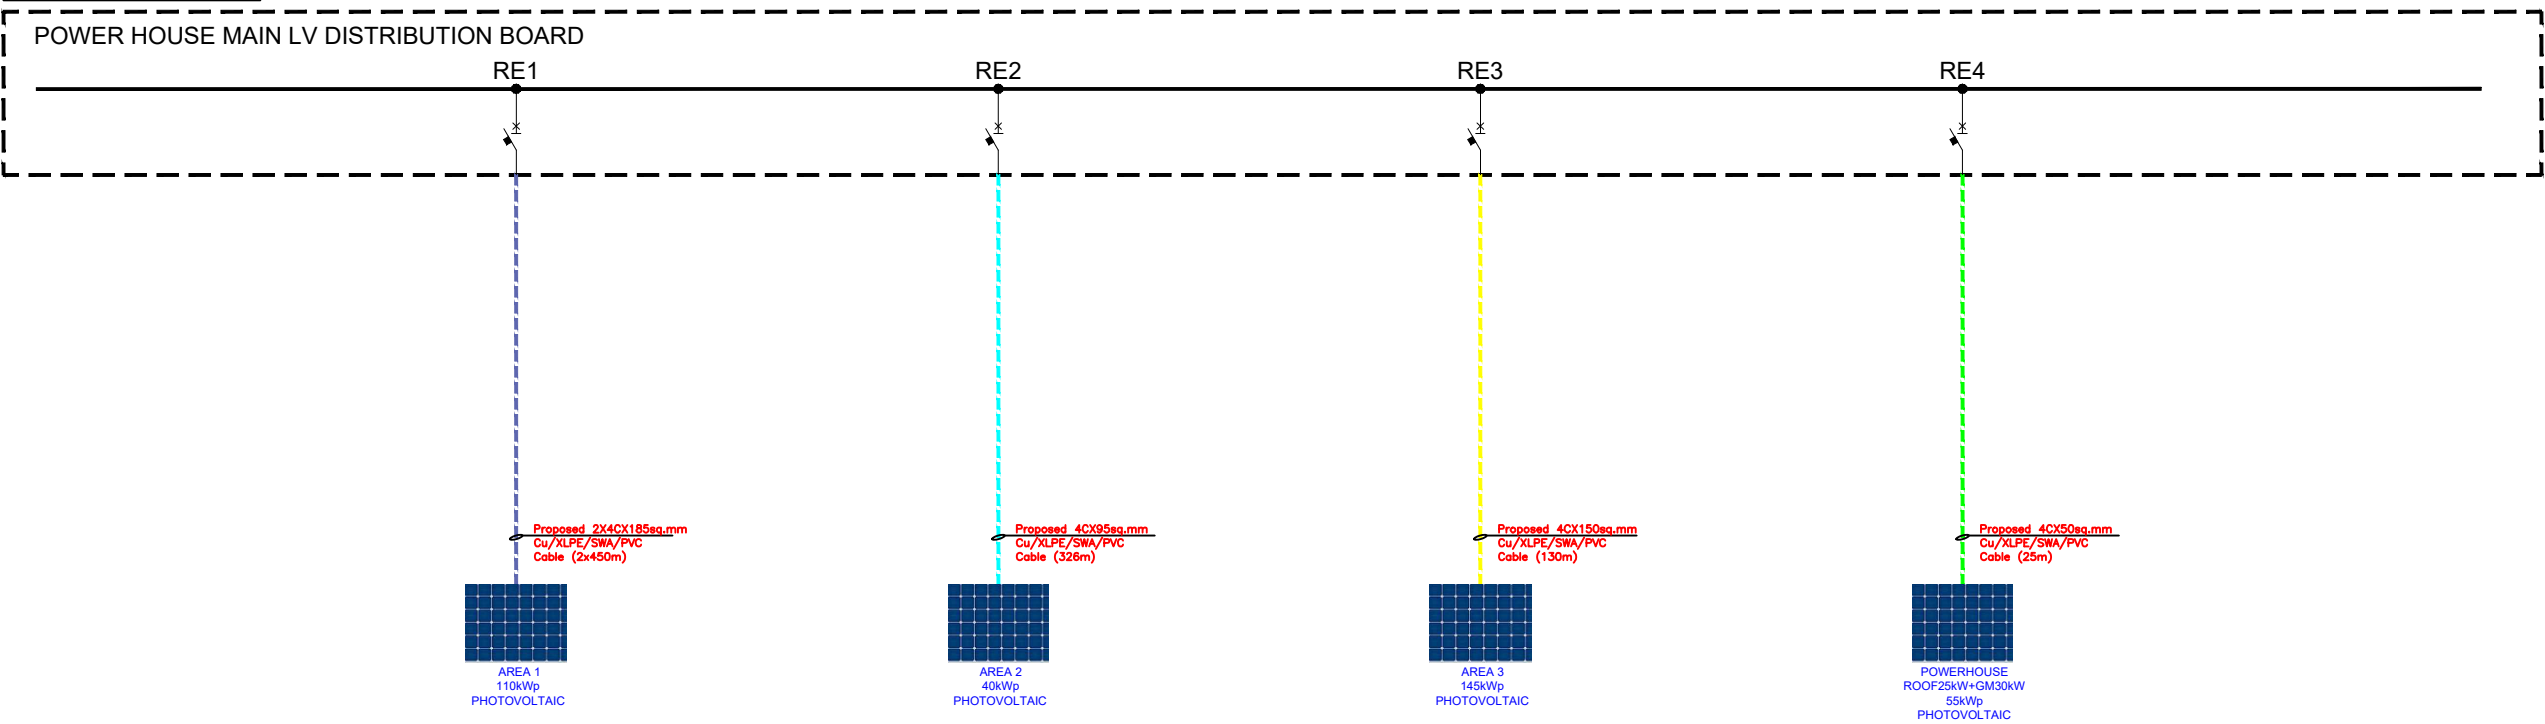 POWER HOUSE MAIN LV DISTRIBUTION BOARD
RE1
RE2
RE3
RE4
Proposed 2X4CX185sq.mm
Cu/XLPE/SWA/PVC
Cable (2x450m)
Proposed 4CX95sq.mm
Cu/XLPE/SWA/PVC
Cable (326m)
Proposed 4CX150sq.mm
Cu/XLPE/SWA/PVC
Cable (130m)
Proposed 4CX50sq.mm
Cu/XLPE/SWA/PVC
Cable (25m)
AREA 1
110kWp
PHOTOVOLTAIC
AREA 2
40kWp
PHOTOVOLTAIC
AREA 3
145kWp
PHOTOVOLTAIC
POWERHOUSE
ROOF25kW+GM30kW
55kWp
PHOTOVOLTAIC